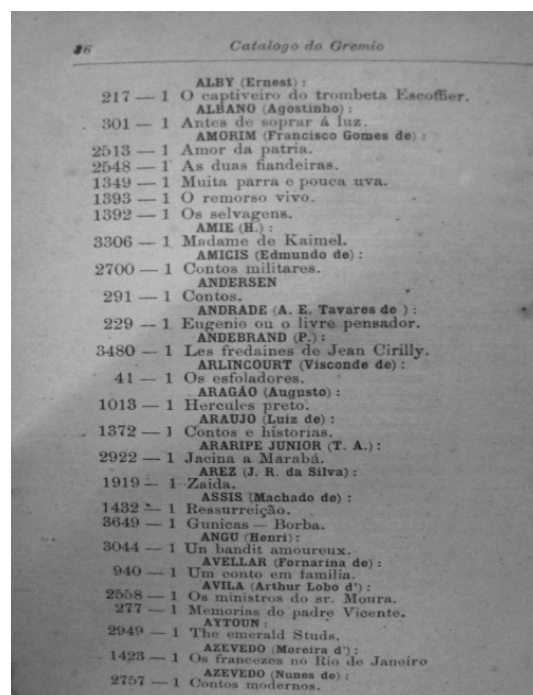 26 Catalogo do Gremio
ALBY (Ernest) :
217 — 1 O captiveiro do trombeta Escoffier.
ALBANO (Agostinho) :
301 — 1 Antes de soprar á luz.
AMORIM (Francisco Gomes de) :
2513 — 1 Amor da patria.
2548 — 1 As duas fiandeiras.
1349 — 1 Muita parra e pouca uva.
1393 — 1 O remorso vivo.
1392 — 1 Os selvagens.
AMIE (H.) :
3306 — 1 Madame de Kaimel.
AMICIS (Edmundo de) :
2700 — 1 Contos militares.
ANDERSEN
291 — 1 Contos.
ANDRADE (A. E. Tavares de ) :
229 — 1 Eugenio ou o livre pensador.
ANDEBRAND (P.) :
3480 — 1 Les fredaines de Jean Cirilly.
ARLINCOURT (Visconde de) :
41 — 1 Os esfoladores.
ARAGÁO (Augusto) :
1013 — 1 Hercules preto.
ARAUJO (Luiz de) :
1372 — 1 Contos e historias.
ARARIPE JUNIOR (T. A.) :
2922 — 1 Jacina a Marabá.
AREZ (J. R. da Silva) :
1919 — 1 Zaida.
ASSIS (Machado de) :
1432 — 1 Ressurreição.
3649 — 1 Gunicas — Borba.
ANGU (Henri) :
3044 — 1 Un bandit amoureux.
AVELLAR (Fornarina de) :
940 — 1 Um conto em familia.
AVILA (Arthur Lobo d') :
2558 — 1 Os ministros do sr. Moura.
277 — 1 Memorias do padre Vicente.
AYTOUN :
2949 — 1 The emerald Studs.
AZEVEDO (Moreira d') :
1423 — 1 Os francezes no Rio de Janeiro
AZEVEDO (Nunes de) :
2757 — 1 Contos modernos.